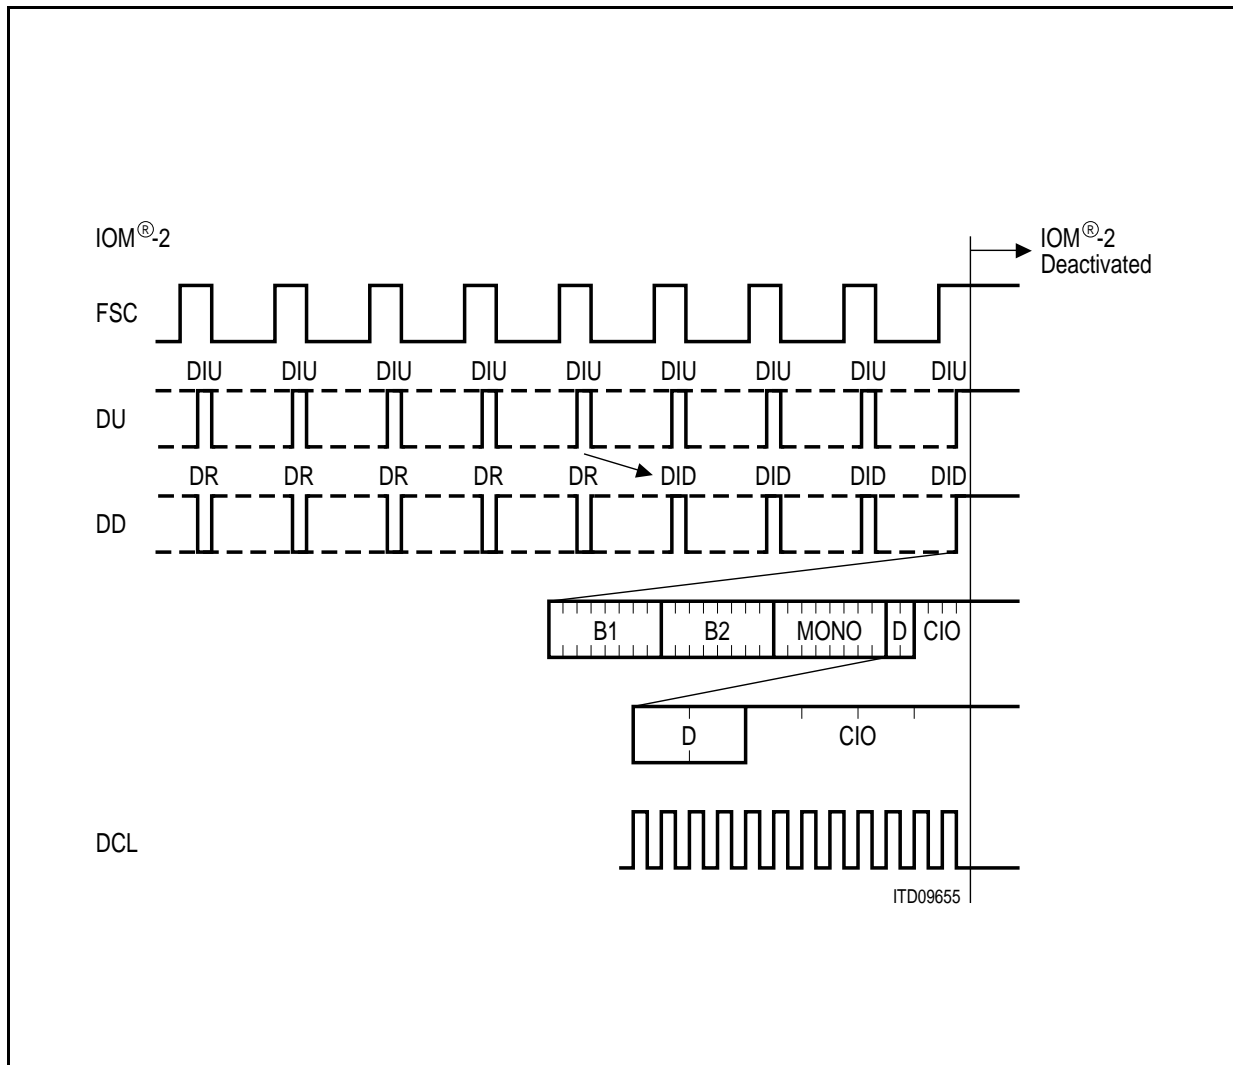 IOM®-2
IOM®-2
Deactivated
FSC
DIU DIU DIU DIU DIU DIU DIU DIU DIU
DU
DR DR DR DR DR DID DID DID DID
DD
B1 B2 MONO D CIO
D CIO
DCL
ITD09655